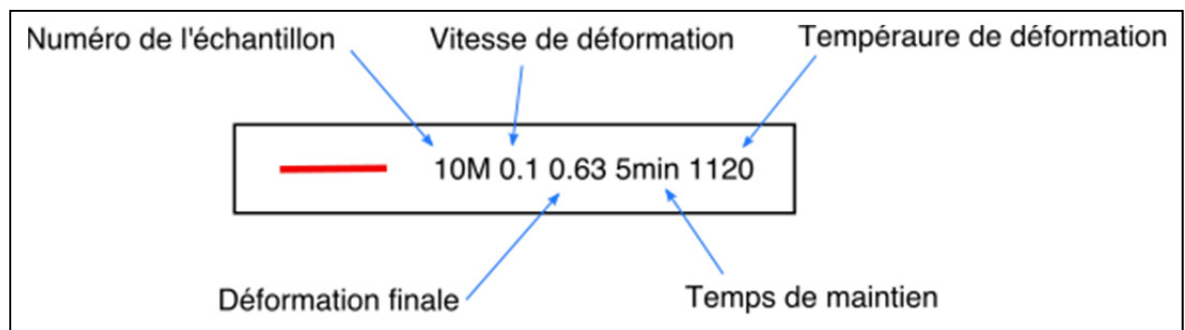 Numéro de l'échantillon Vitesse de déformation Tempéraure de déformation
10M 0.1 0.63 5min 1120
Déformation finale Temps de maintien